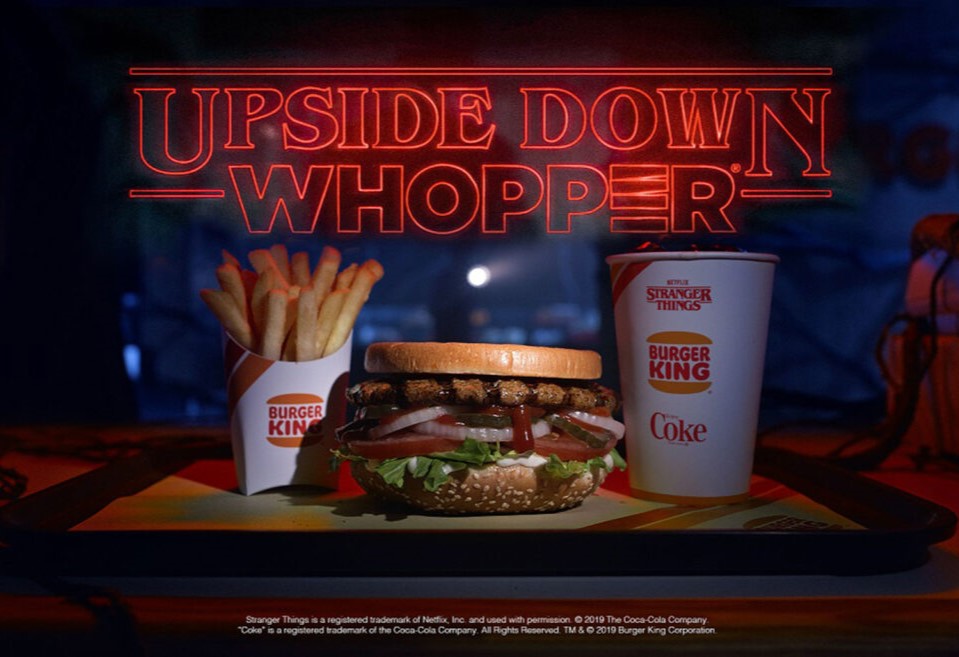 UPSIDE DOWN
WHOPPER®
NETFLIX
STRANGER
THINGS
BURGER
KING
BURGER
KING
Coke
Stranger Things is a registered trademark of Netflix, Inc. and used with permission. © 2019 The Coca-Cola Company.
"Coke" is a registered trademark of the Coca-Cola Company. All Rights Reserved. TM & © 2019 Burger King Corporation.